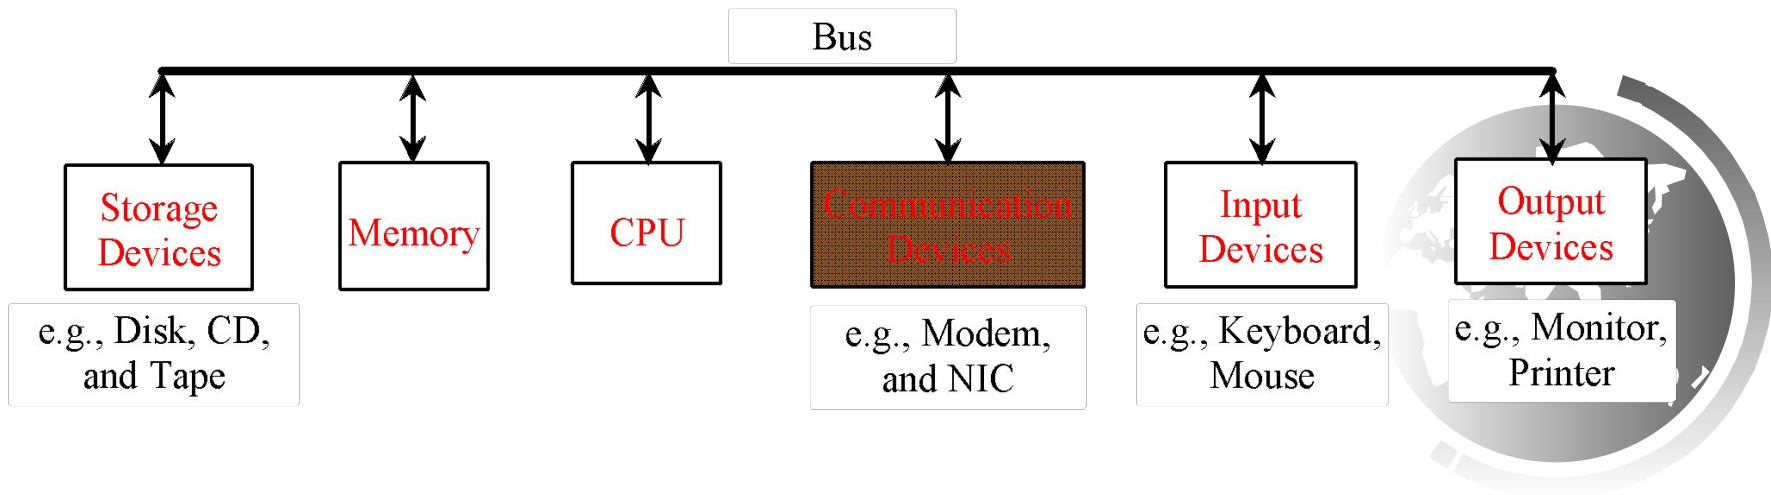 Bus
Storage
Devices
Memory
CPU
Communication
Devices
Input
Devices
Output
Devices
e.g., Disk, CD,
and Tape
e.g., Modem,
and NIC
e.g., Keyboard,
Mouse
e.g., Monitor,
Printer